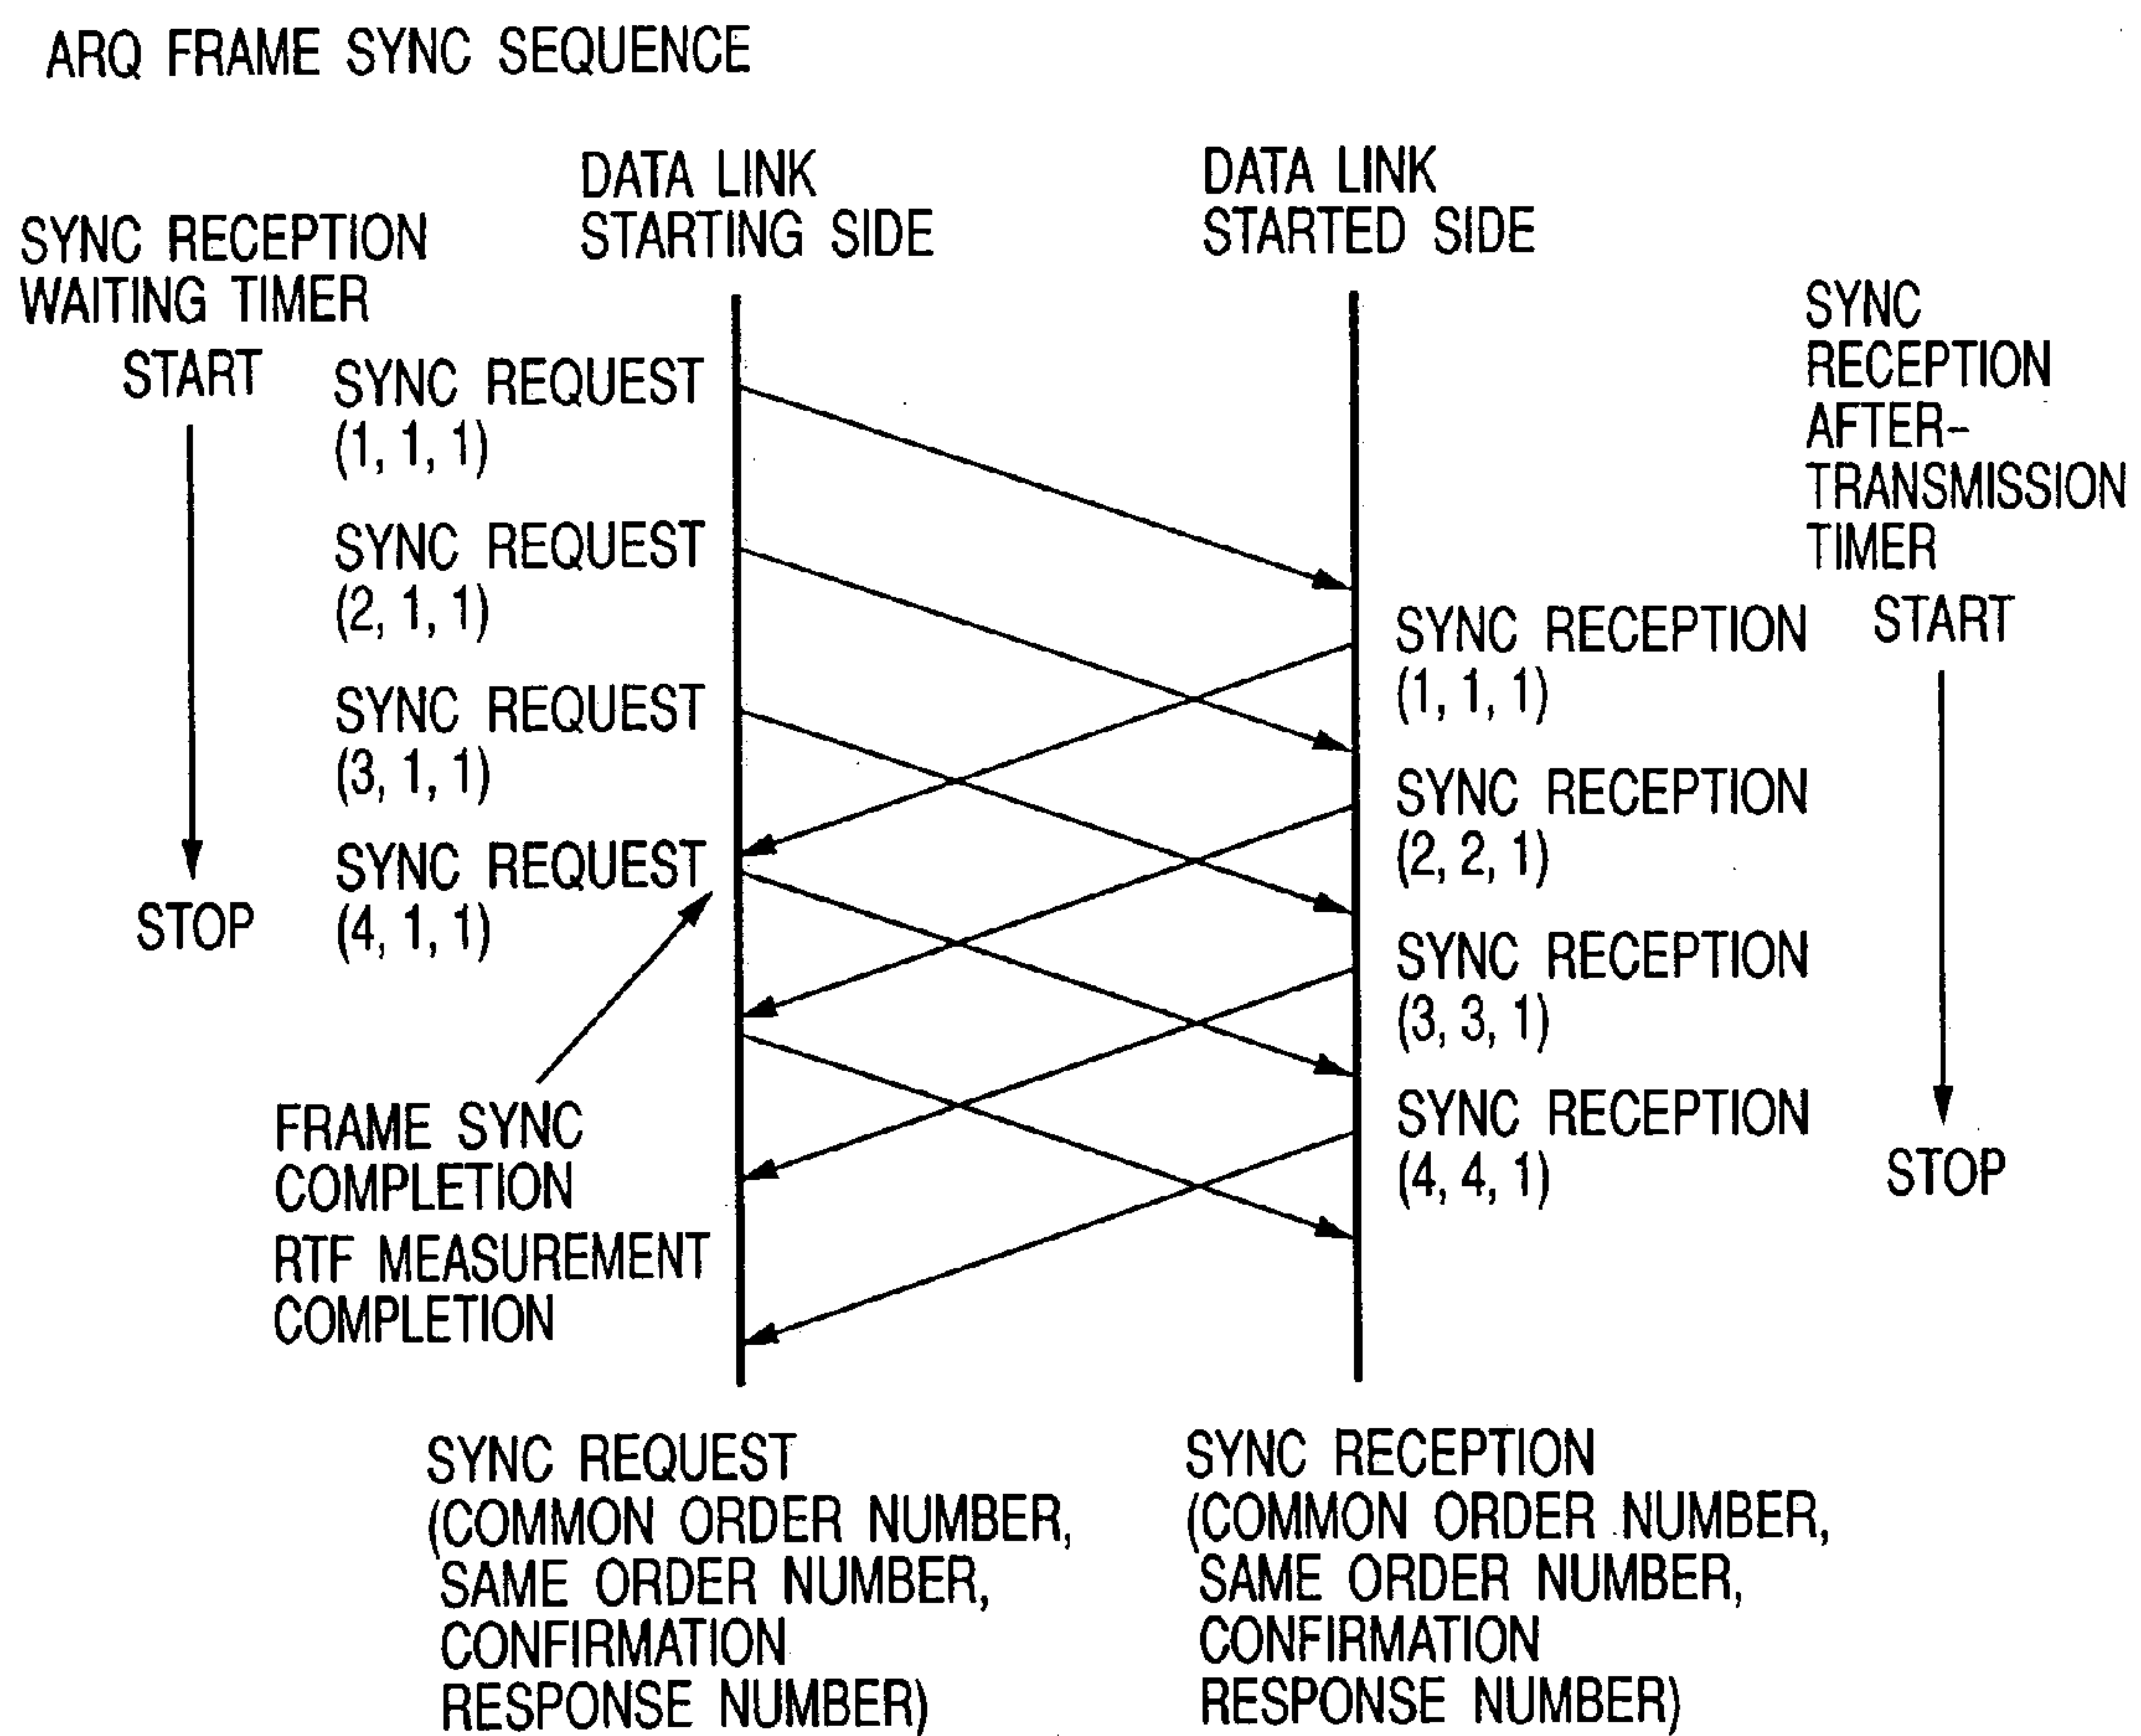 ARQ FRAME SYNC SEQUENCE
SYNC RECEPTION
WAITING TIMER
START
STOP
DATA LINK
STARTING SIDE
DATA LINK
STARTED SIDE
SYNC
RECEPTION
AFTER-
TRANSMISSION
TIMER
START
STOP
SYNC REQUEST
(1, 1, 1)
SYNC REQUEST
(2, 1, 1)
SYNC REQUEST
(3, 1, 1)
SYNC REQUEST
(4, 1, 1)
SYNC RECEPTION
(1, 1, 1)
SYNC RECEPTION
(2, 2, 1)
SYNC RECEPTION
(3, 3, 1)
SYNC RECEPTION
(4, 4, 1)
FRAME SYNC
COMPLETION
RTF MEASUREMENT
COMPLETION
SYNC REQUEST
(COMMON ORDER NUMBER,
SAME ORDER NUMBER,
CONFIRMATION
RESPONSE NUMBER)
SYNC RECEPTION
(COMMON ORDER NUMBER,
SAME ORDER NUMBER,
CONFIRMATION
RESPONSE NUMBER)